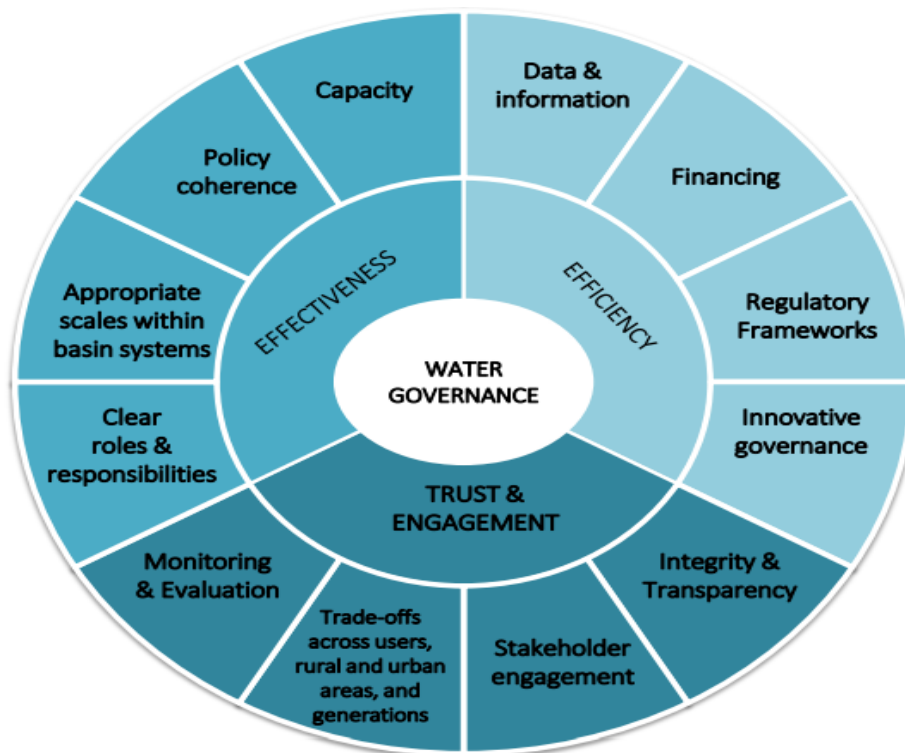 Capacity
Data &
information
Policy
coherence
Financing
EFFECTIVENESS
EFFICIENCY
Appropriate
scales within
basin systems
Regulatory
Frameworks
WATER
GOVERNANCE
Clear
roles &
responsibilities
Innovative
governance
TRUST &
ENGAGEMENT
Monitoring
& Evaluation
Integrity &
Transparency
Trade-offs
across users,
rural and urban
areas, and
generations
Stakeholder
engagement